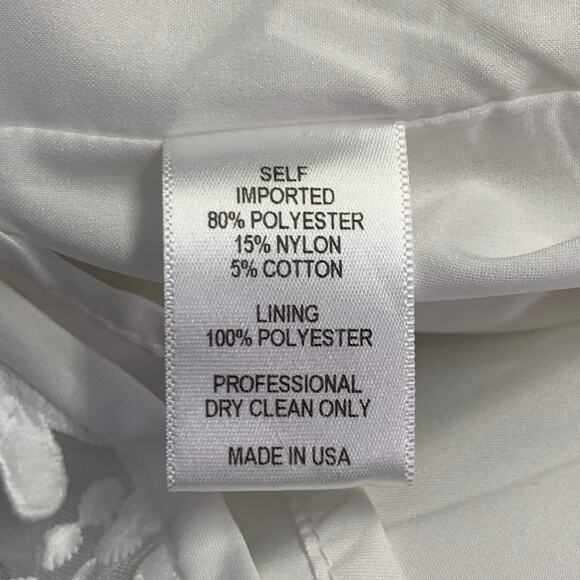 SELF
IMPORTED
80% POLYESTER
15% NYLON
5% COTTON
LINING
100% POLYESTER
PROFESSIONAL
DRY CLEAN ONLY
MADE IN USA